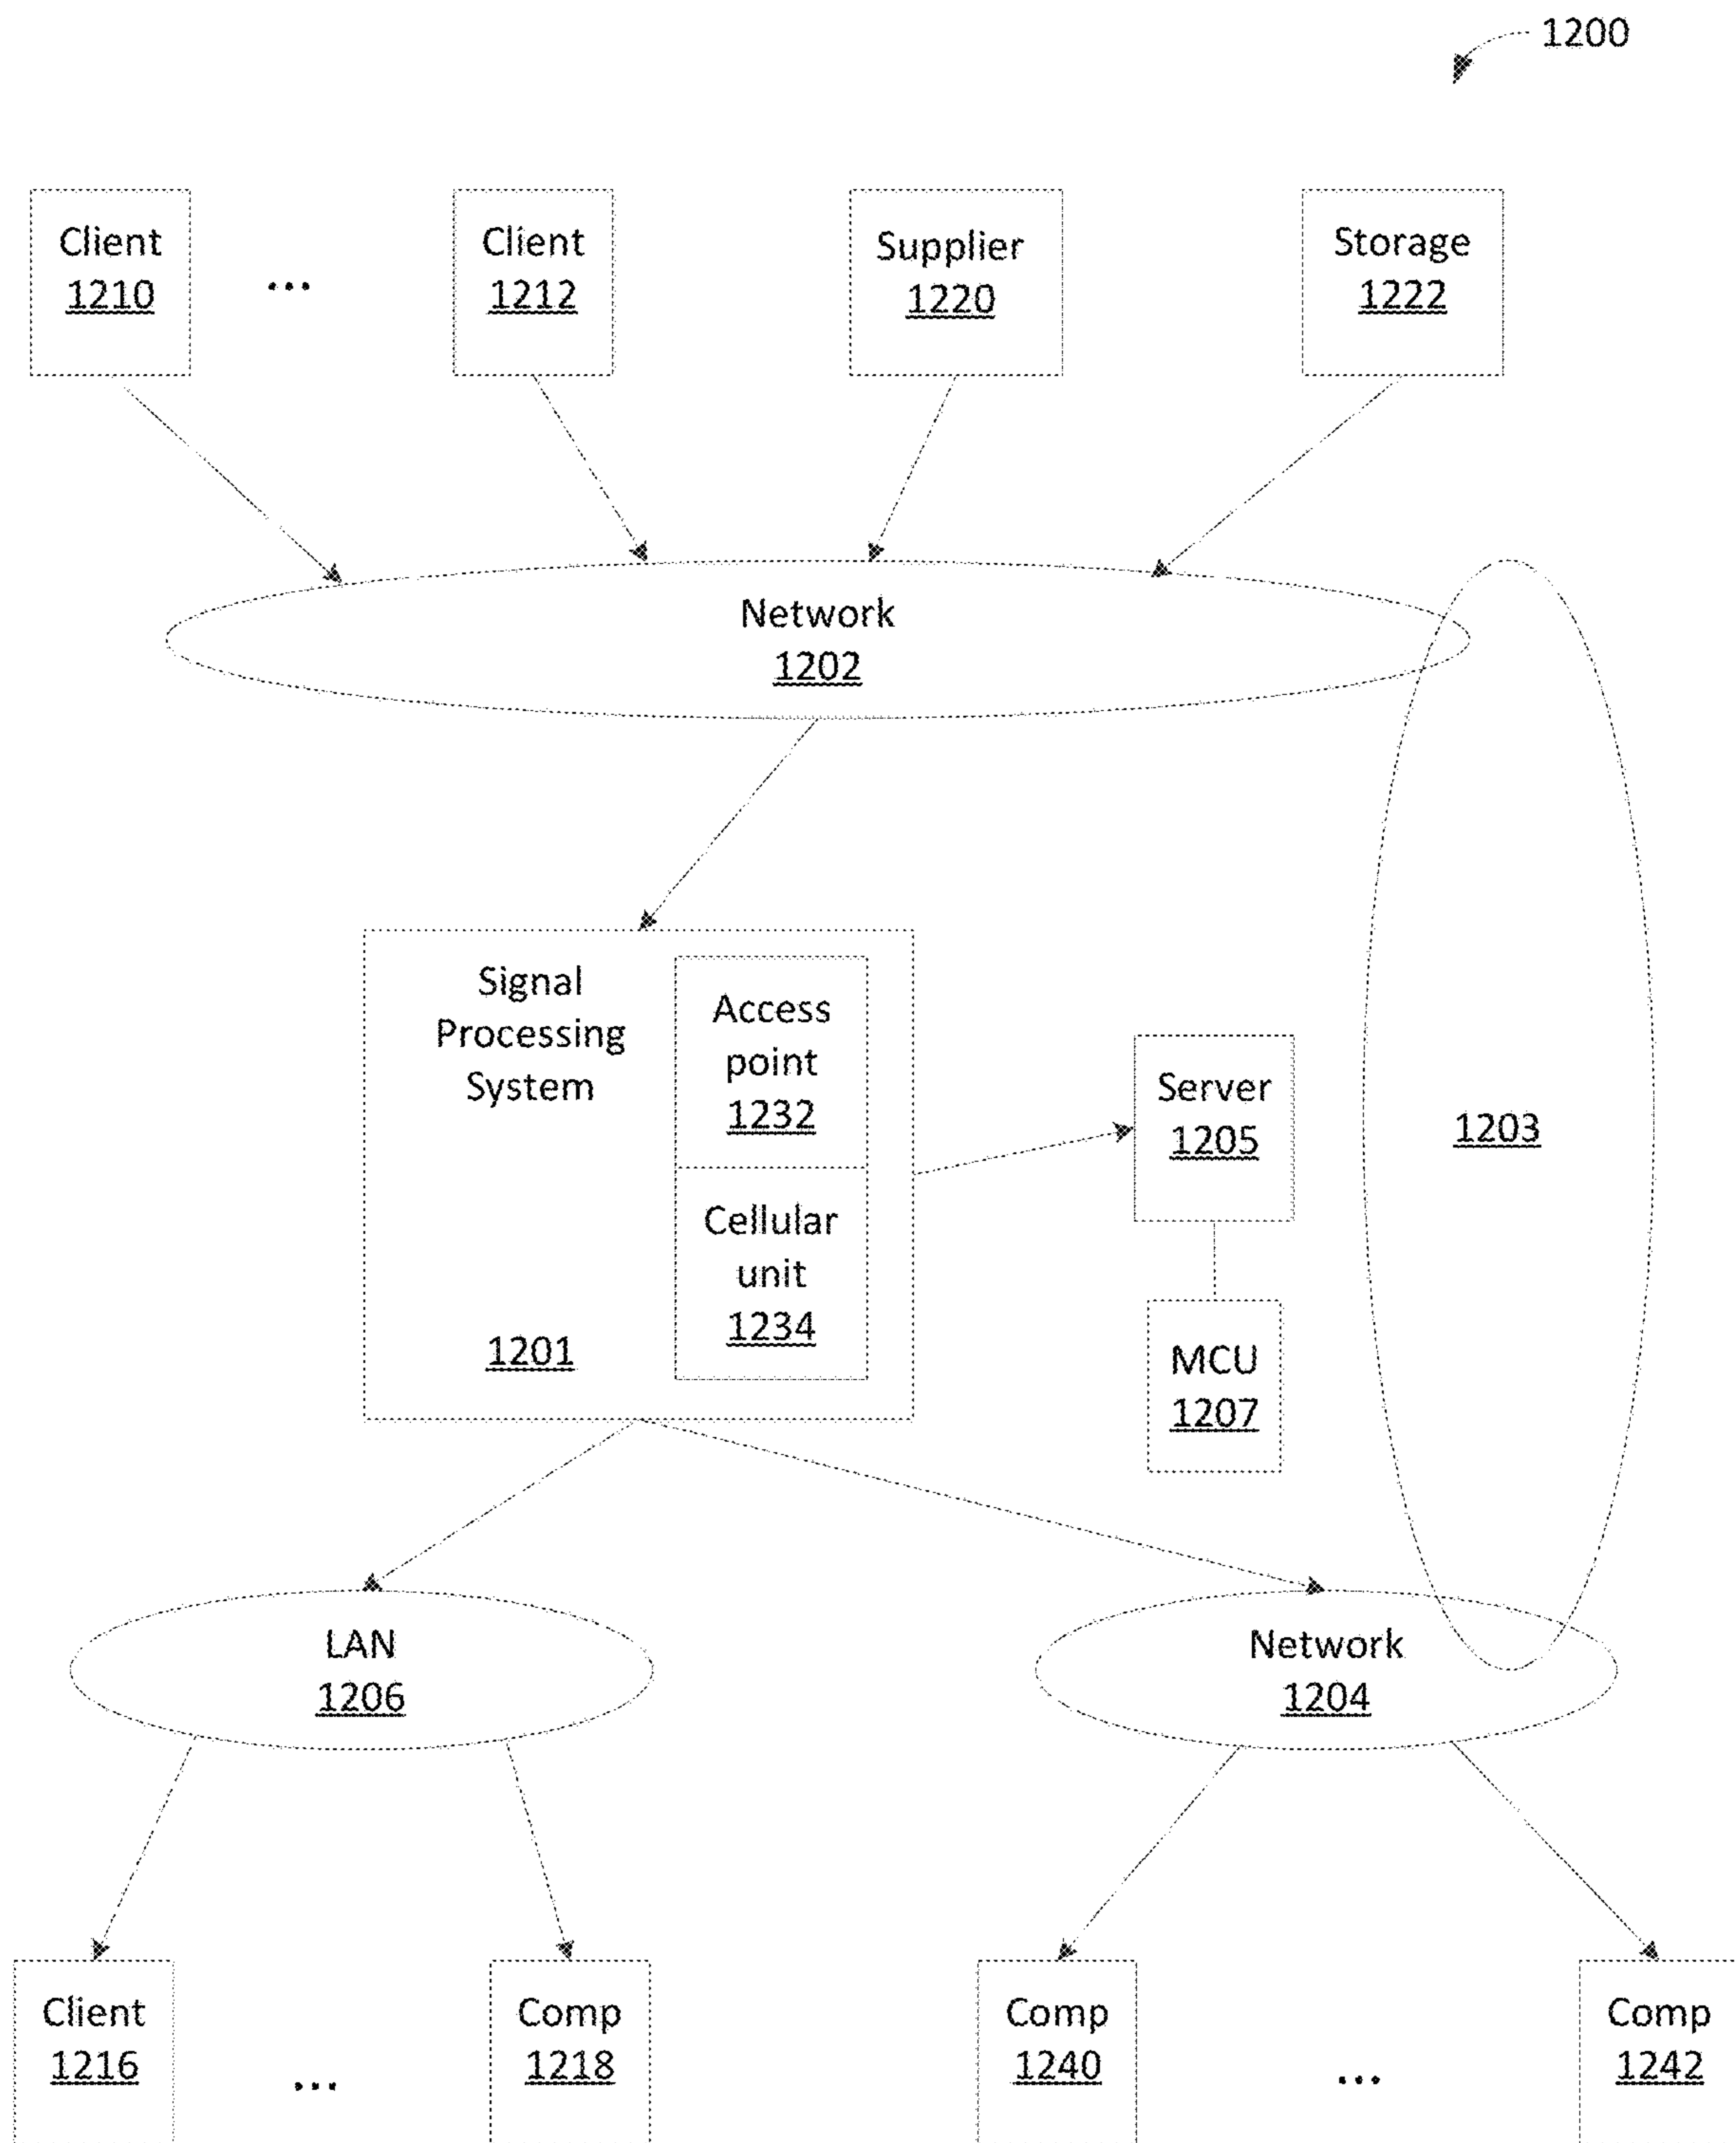 1200
Client
1210
...
Client
1212
Supplier
1220
Storage
1222
Network
1202
Signal
Processing
System
1201
Access
point
1232
Cellular
unit
1234
Server
1205
MCU
1207
1203
LAN
1206
Network
1204
Client
1216
...
Comp
1218
Comp
1240
...
Comp
1242